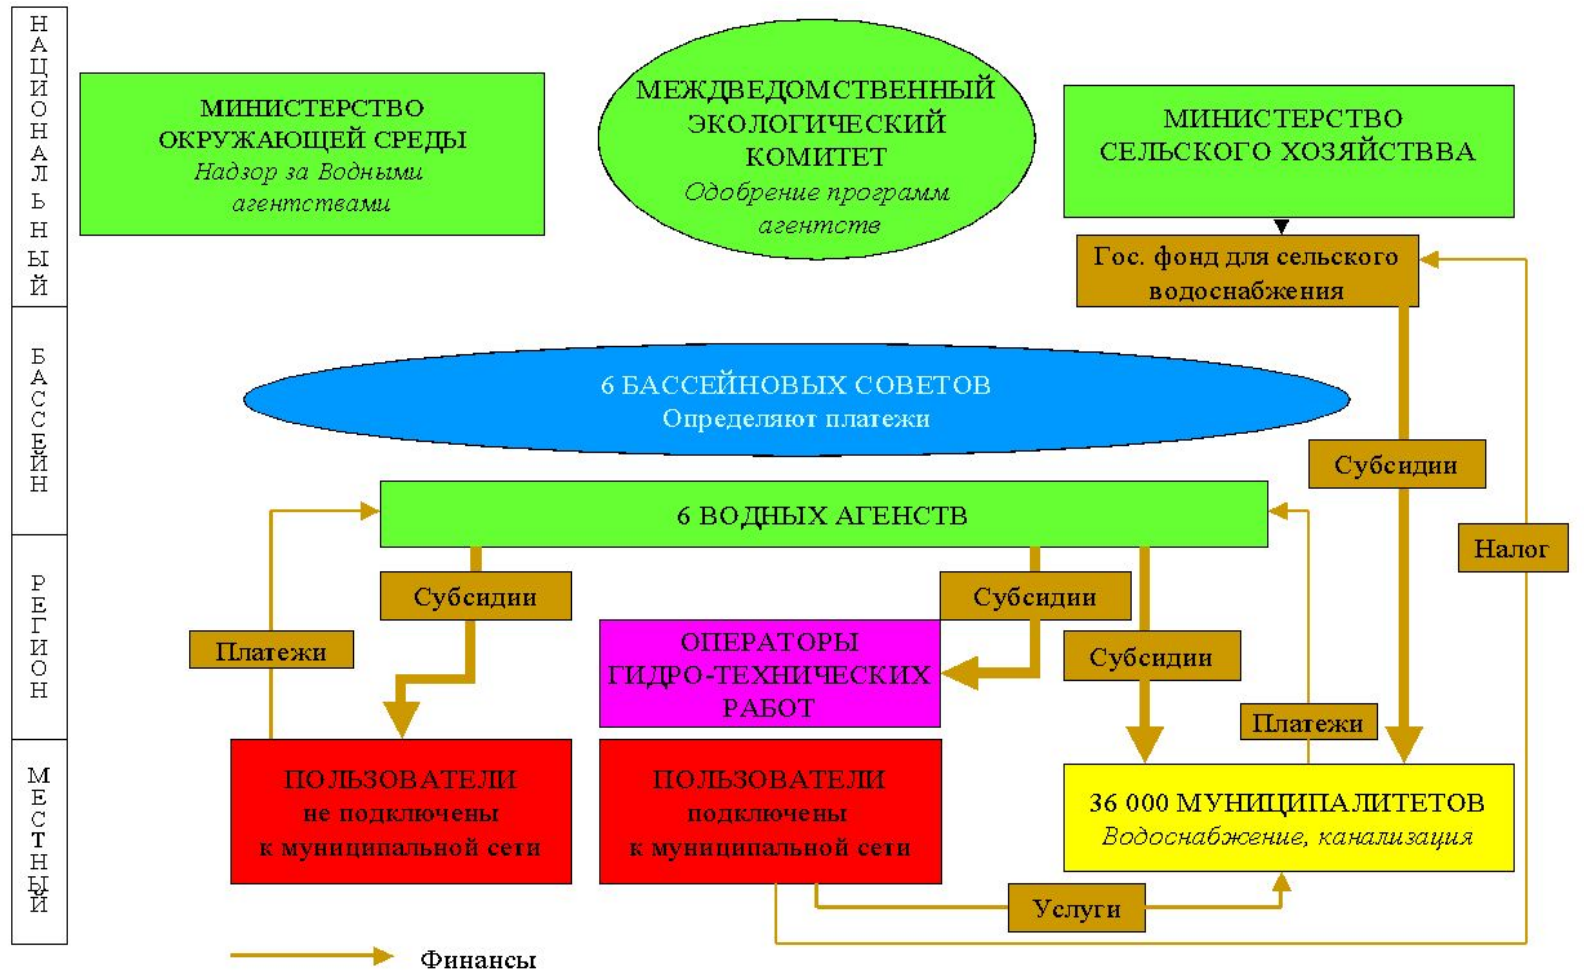 НАЦИОНАЛЬНЫЙ
МИНИСТЕРСТВО
ОКРУЖАЮЩЕЙ СРЕДЫ
Надзор за Водными
агентствами
МЕЖДВЕДОМСТВЕННЫЙ
ЭКОЛОГИЧЕСКИЙ
КОМИТЕТ
Одобрение программ
агентств
МИНИСТЕРСТВО
СЕЛЬСКОГО ХОЗЯЙСТВВА
Гос. фонд для сельского
водоснабжения
БАССЕЙН
6 БАССЕЙНОВЫХ СОВЕТОВ
Определяют платежи
Субсидии
6 ВОДНЫХ АГЕНСТВ
Налог
РЕГИОН
Субсидии
Субсидии
Платежи
ОПЕРАТОРЫ
ГИДРО-ТЕХНИЧЕСКИХ
РАБОТ
Субсидии
Платежи
МЕСТНЫЙ
ПОЛЬЗОВАТЕЛИ
не подключены
к муниципальной сети
ПОЛЬЗОВАТЕЛИ
подключены
к муниципальной сети
36 000 МУНИЦИПАЛИТЕТОВ
Водоснабжение, канализация
Услуги
Финансы